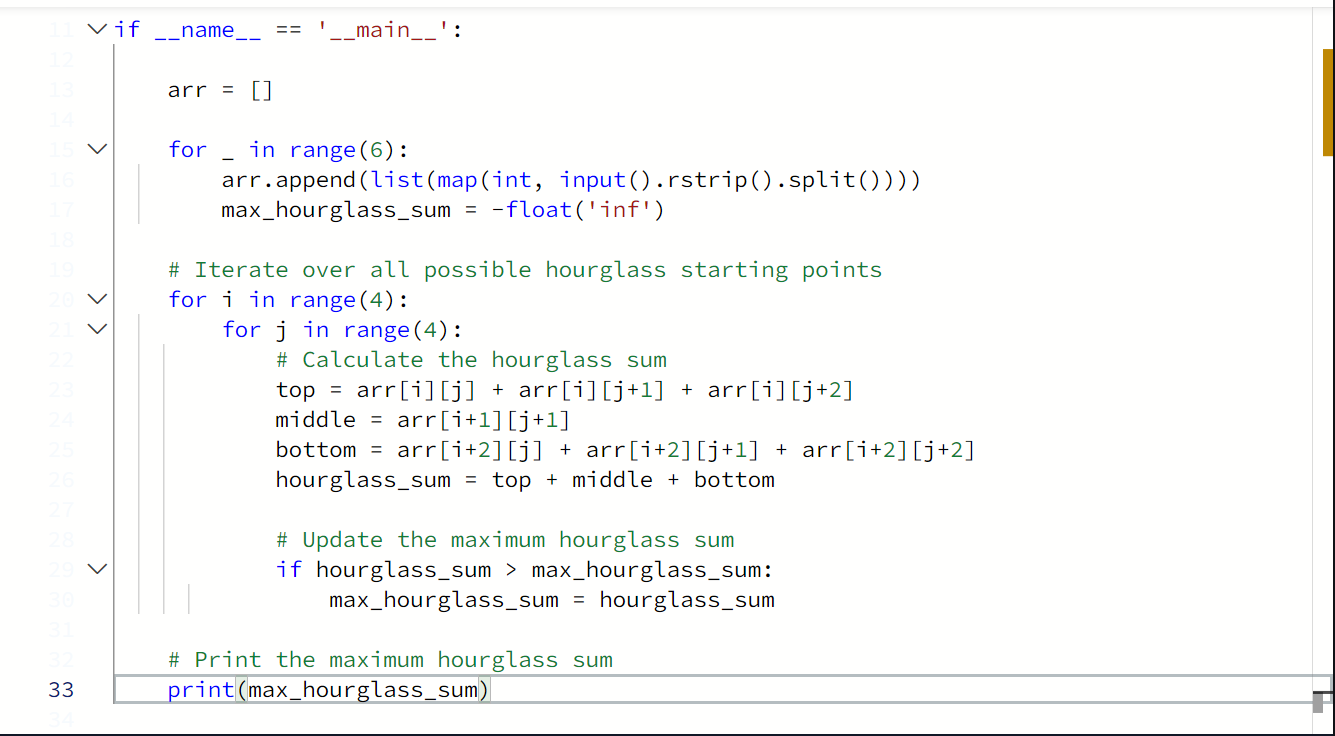 11 if __name__ == '__main__':
12
13 arr = []
14
15 for _ in range(6):
16 arr.append(list(map(int, input().rstrip().split())))
17 max_hourglass_sum = -float('inf')
18
19 # Iterate over all possible hourglass starting points
20 for i in range(4):
21 for j in range(4):
22 # Calculate the hourglass sum
23 top = arr[i][j] + arr[i][j+1] + arr[i][j+2]
24 middle = arr[i+1][j+1]
25 bottom = arr[i+2][j] + arr[i+2][j+1] + arr[i+2][j+2]
26 hourglass_sum = top + middle + bottom
27
28 # Update the maximum hourglass sum
29 if hourglass_sum > max_hourglass_sum:
30 max_hourglass_sum = hourglass_sum
31
32 # Print the maximum hourglass sum
33 print(max_hourglass_sum)
34